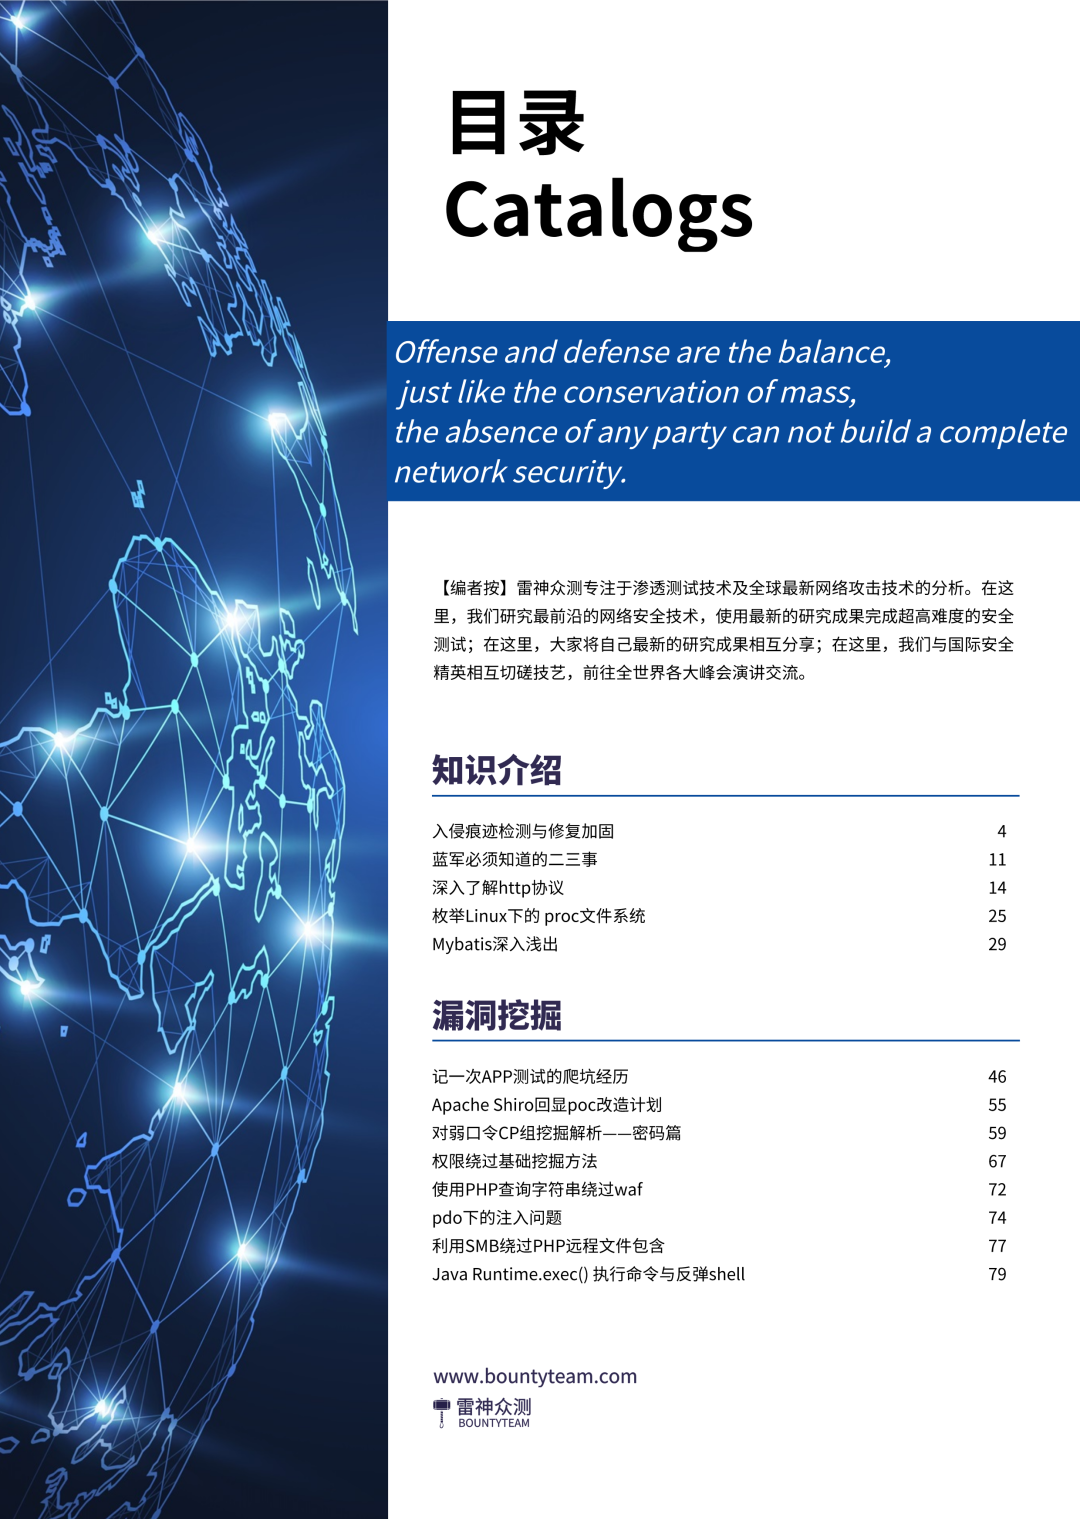 目录
Catalogs
Offense and defense are the balance,
just like the conservation of mass,
the absence of any party can not build a complete
network security.
【编者按】雷神众测专注于渗透测试技术及全球最新网络攻击技术的分析。在这
里，我们研究最前沿的网络安全技术，使用最新的研究成果完成超高难度的安全
测试；在这里，大家将自己最新的研究成果相互分享；在这里，我们与国际安全
精英相互切磋技艺，前往全世界各大峰会演讲交流。
知识介绍
入侵痕迹检测与修复加固 4
蓝军必须知道的二三事 11
深入了解http协议 14
枚举Linux下的 proc文件系统 25
Mybatis深入浅出 29
漏洞挖掘
记一次APP测试的爬坑经历 46
Apache Shiro回显poc改造计划 55
对弱口令CP组挖掘解析——密码篇 59
权限绕过基础挖掘方法 67
使用PHP查询字符串绕过waf 72
pdo下的注入问题 74
利用SMB绕过PHP远程文件包含 77
Java Runtime.exec() 执行命令与反弹shell 79
www.bountyteam.com
雷神众测
BOUNTYTEAM